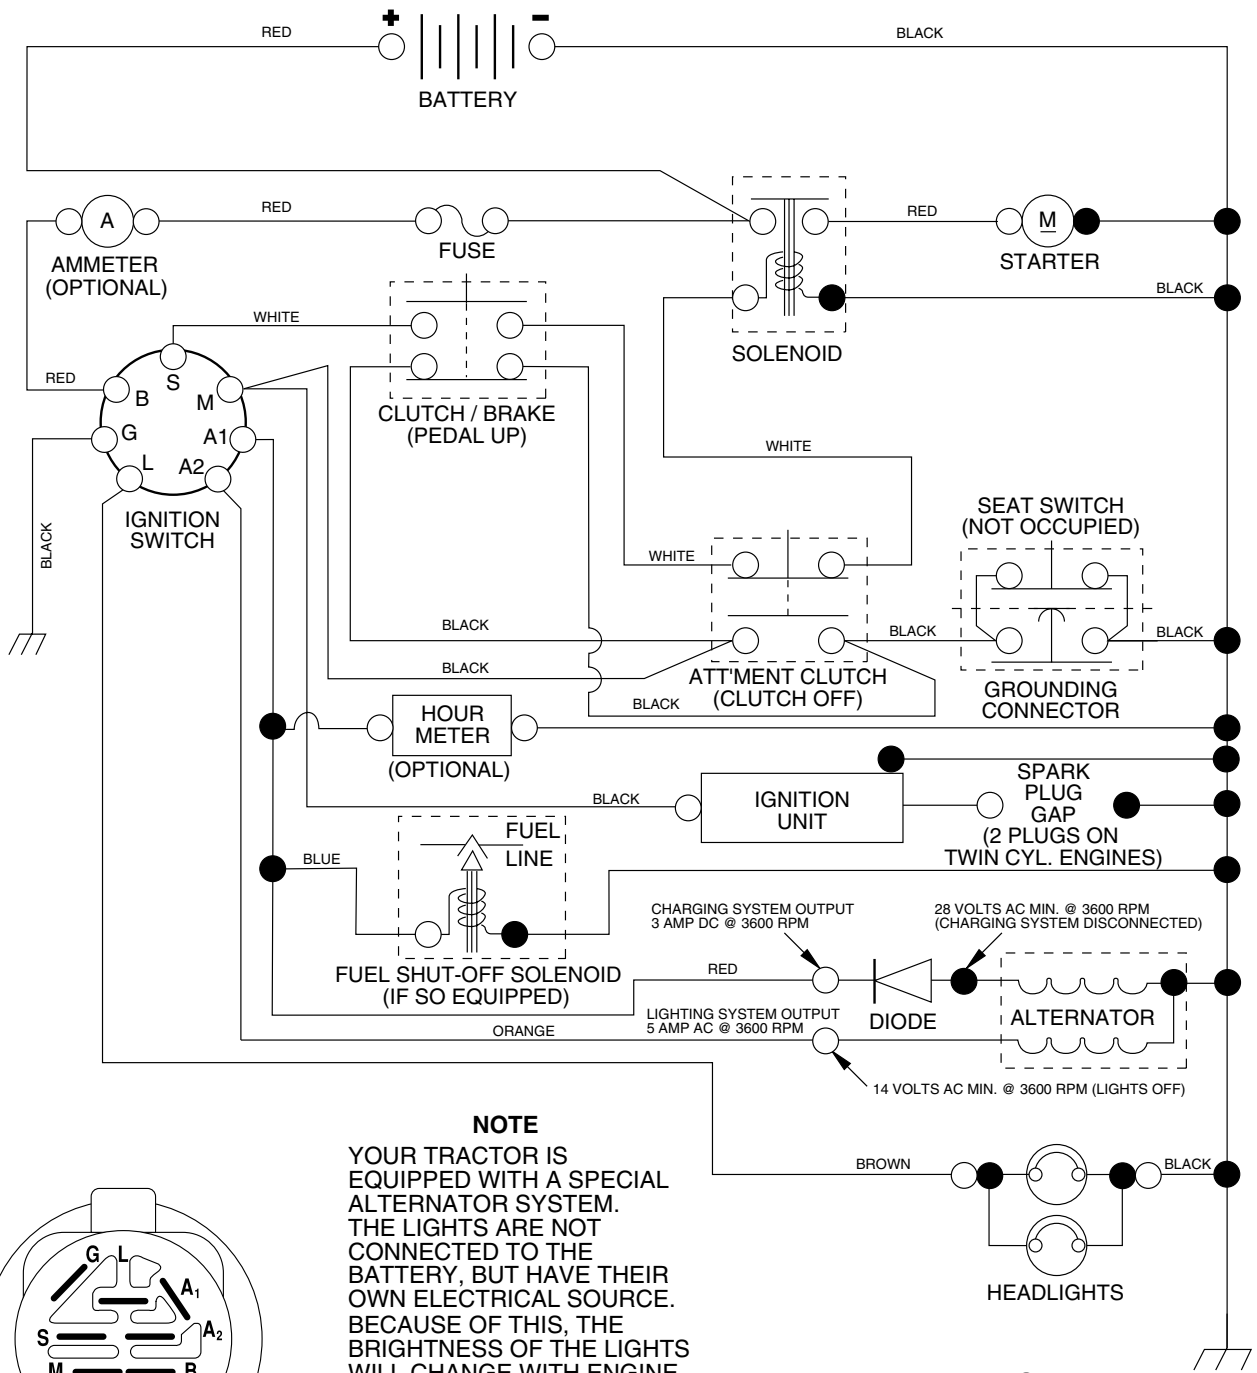 + −
RED
BLACK
BATTERY
RED
RED
A
M
FUSE
AMMETER
(OPTIONAL)
STARTER
BLACK
WHITE
SOLENOID
RED
S
B
M
CLUTCH / BRAKE
(PEDAL UP)
G
A1
L
A2
WHITE
IGNITION
SWITCH
BLACK
SEAT SWITCH
(NOT OCCUPIED)
WHITE
BLACK
BLACK
BLACK
BLACK
ATT'MENT CLUTCH
(CLUTCH OFF)
GROUNDING
CONNECTOR
BLACK
HOUR
METER
(OPTIONAL)
BLACK
IGNITION
UNIT
SPARK
PLUG
GAP
(2 PLUGS ON
TWIN CYL. ENGINES)
FUEL
LINE
BLUE
CHARGING SYSTEM OUTPUT
3 AMP DC @ 3600 RPM
28 VOLTS AC MIN. @ 3600 RPM
(CHARGING SYSTEM DISCONNECTED)
FUEL SHUT-OFF SOLENOID
(IF SO EQUIPPED)
RED
DIODE
ALTERNATOR
LIGHTING SYSTEM OUTPUT
5 AMP AC @ 3600 RPM
ORANGE
14 VOLTS AC MIN. @ 3600 RPM (LIGHTS OFF)
NOTE
YOUR TRACTOR IS
EQUIPPED WITH A SPECIAL
ALTERNATOR SYSTEM.
THE LIGHTS ARE NOT
CONNECTED TO THE
BATTERY, BUT HAVE THEIR
OWN ELECTRICAL SOURCE.
BECAUSE OF THIS, THE
BRIGHTNESS OF THE LIGHTS
WILL CHANGE WITH ENGINE
BROWN
BLACK
HEADLIGHTS
G L
A1
S
A2
M
B